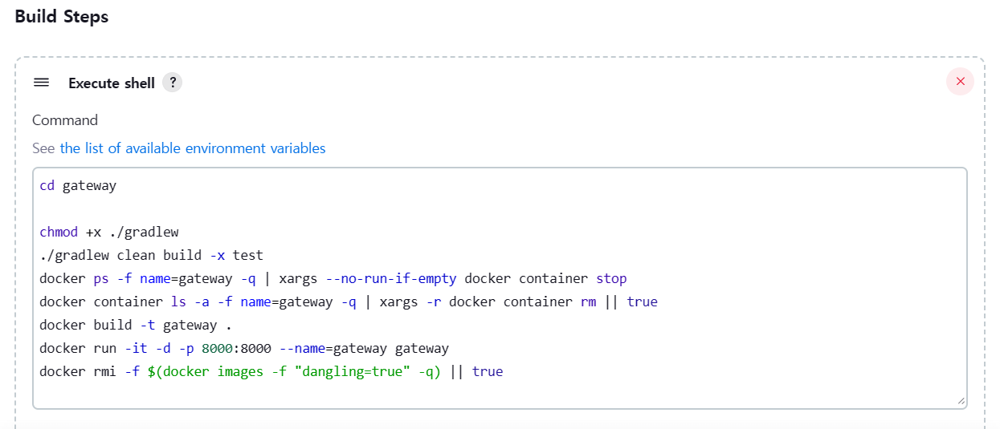 Build Steps
Execute shell ?
Command
See the list of available environment variables
cd gateway
chmod +x ./gradlew
./gradlew clean build -x test
docker ps -f name=gateway -q | xargs --no-run-if-empty docker container stop
docker container ls -a -f name=gateway -q | xargs -r docker container rm || true
docker build -t gateway .
docker run -it -d -p 8000:8000 --name=gateway gateway
docker rmi -f $(docker images -f "dangling=true" -q) || true